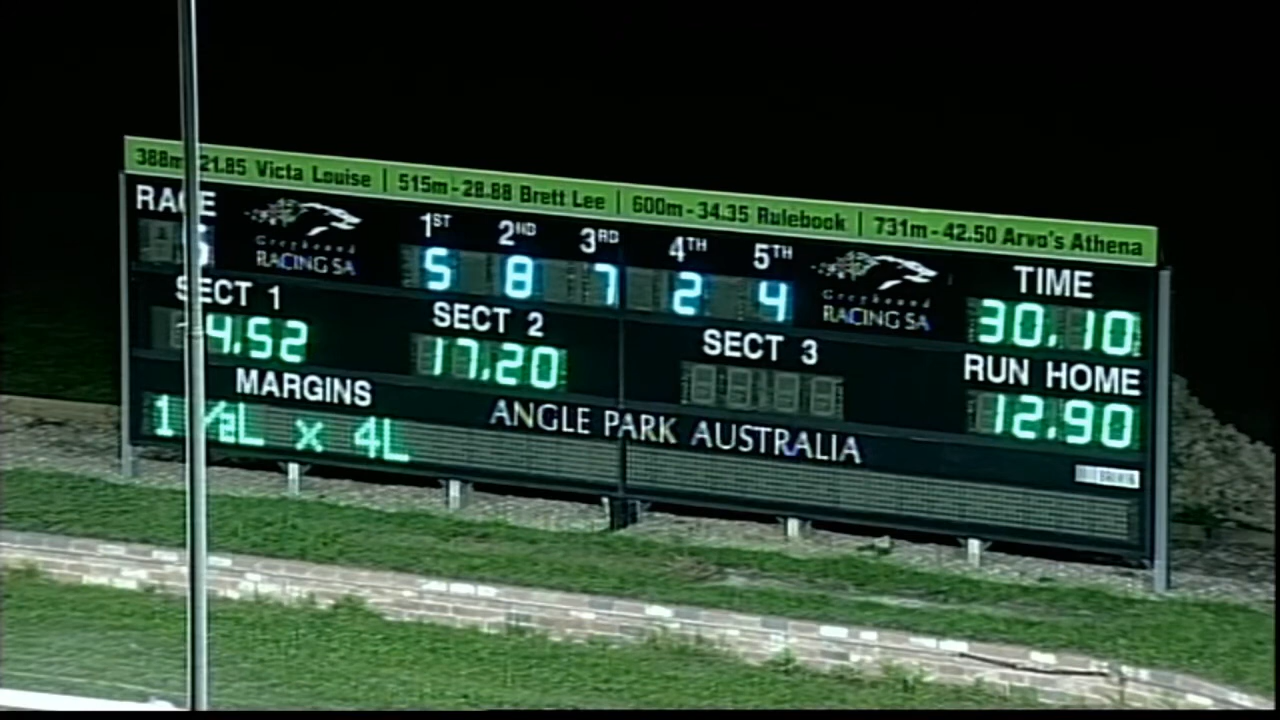 388m-21.85 Victa Louise | 515m-28.88 Brett Lee | 600m-34.35 Rulebook | 731m-42.50 Arvo's Athena
RACE
Greyhound RACING SA
1ST 2ND 3RD 4TH 5TH
5 8 7 2 4
Greyhound RACING SA
TIME
30.10
SECT 1 SECT 2 SECT 3 RUN HOME
4.52 17.20 12.90
MARGINS
1 1/2L x 4L
ANGLE PARK AUSTRALIA